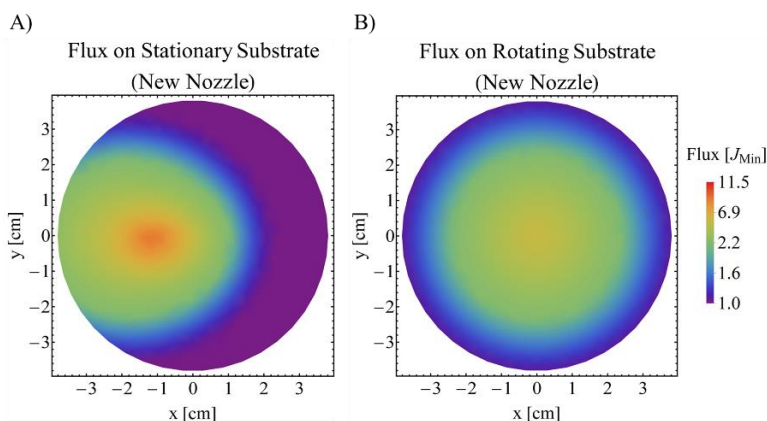 A)
Flux on Stationary Substrate
(New Nozzle)
3
2
1
0
−1
−2
−3
y [cm]
−3 −2 −1 0 1 2 3
x [cm]
B)
Flux on Rotating Substrate
(New Nozzle)
3
2
1
0
−1
−2
−3
y [cm]
−3 −2 −1 0 1 2 3
x [cm]
Flux [JMin]
11.5
6.9
2.2
1.6
1.0